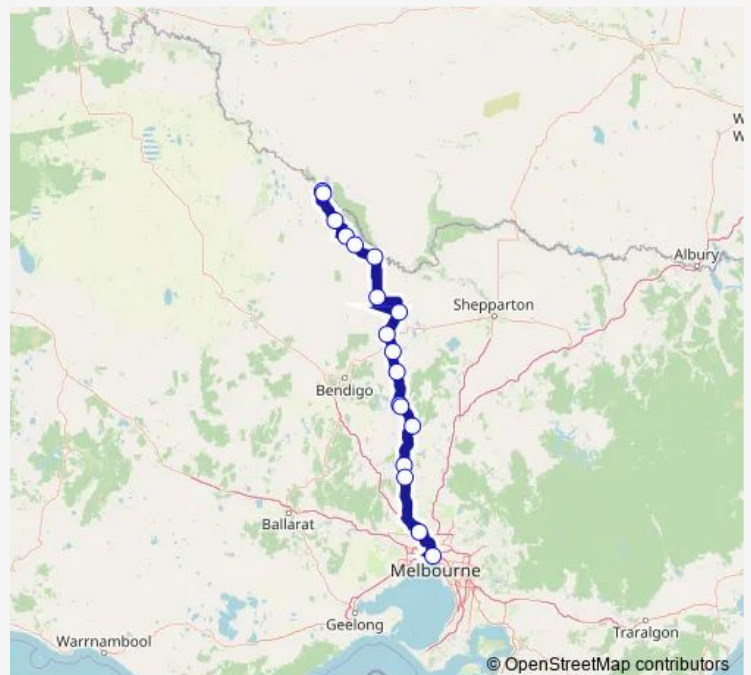 W
W
Albury
Shepparton
Bendigo
Ballarat
Melbourne
Geelong
Traralgon
Warrnambool
© OpenStreetMap contributors